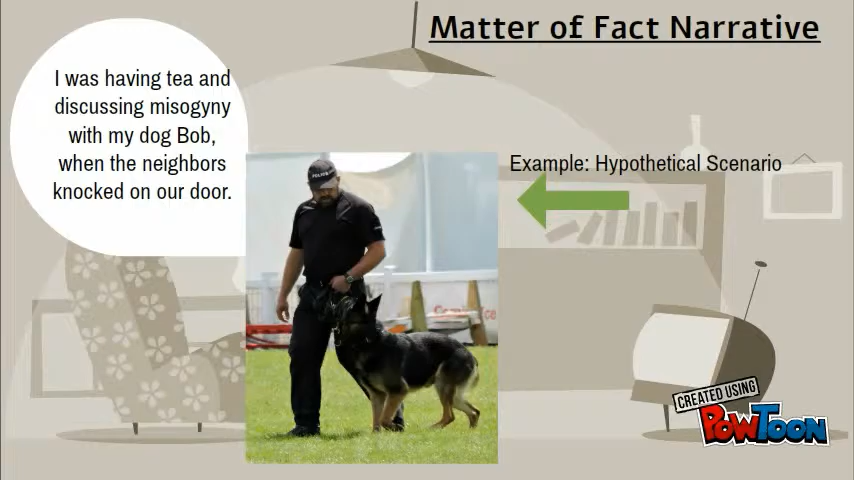 Matter of Fact Narrative
I was having tea and
discussing misogyny
with my dog Bob,
when the neighbors
knocked on our door.
Example: Hypothetical Scenario
POLICE
CREATED USING
POWTOON